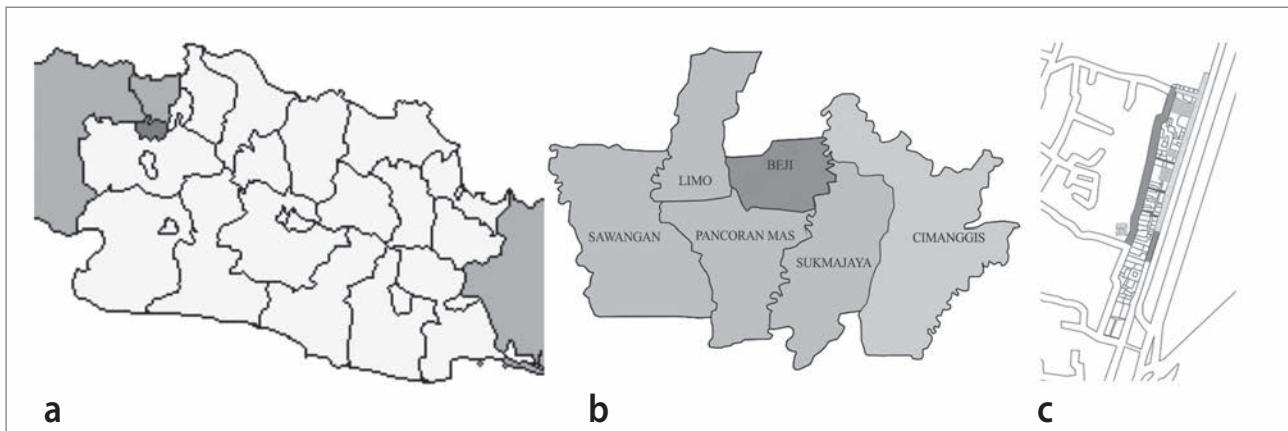 BEJI
LIMO
SAWANGAN
PANCORAN MAS
CIMANGGIS
SUKMAJAYA
a
b
c